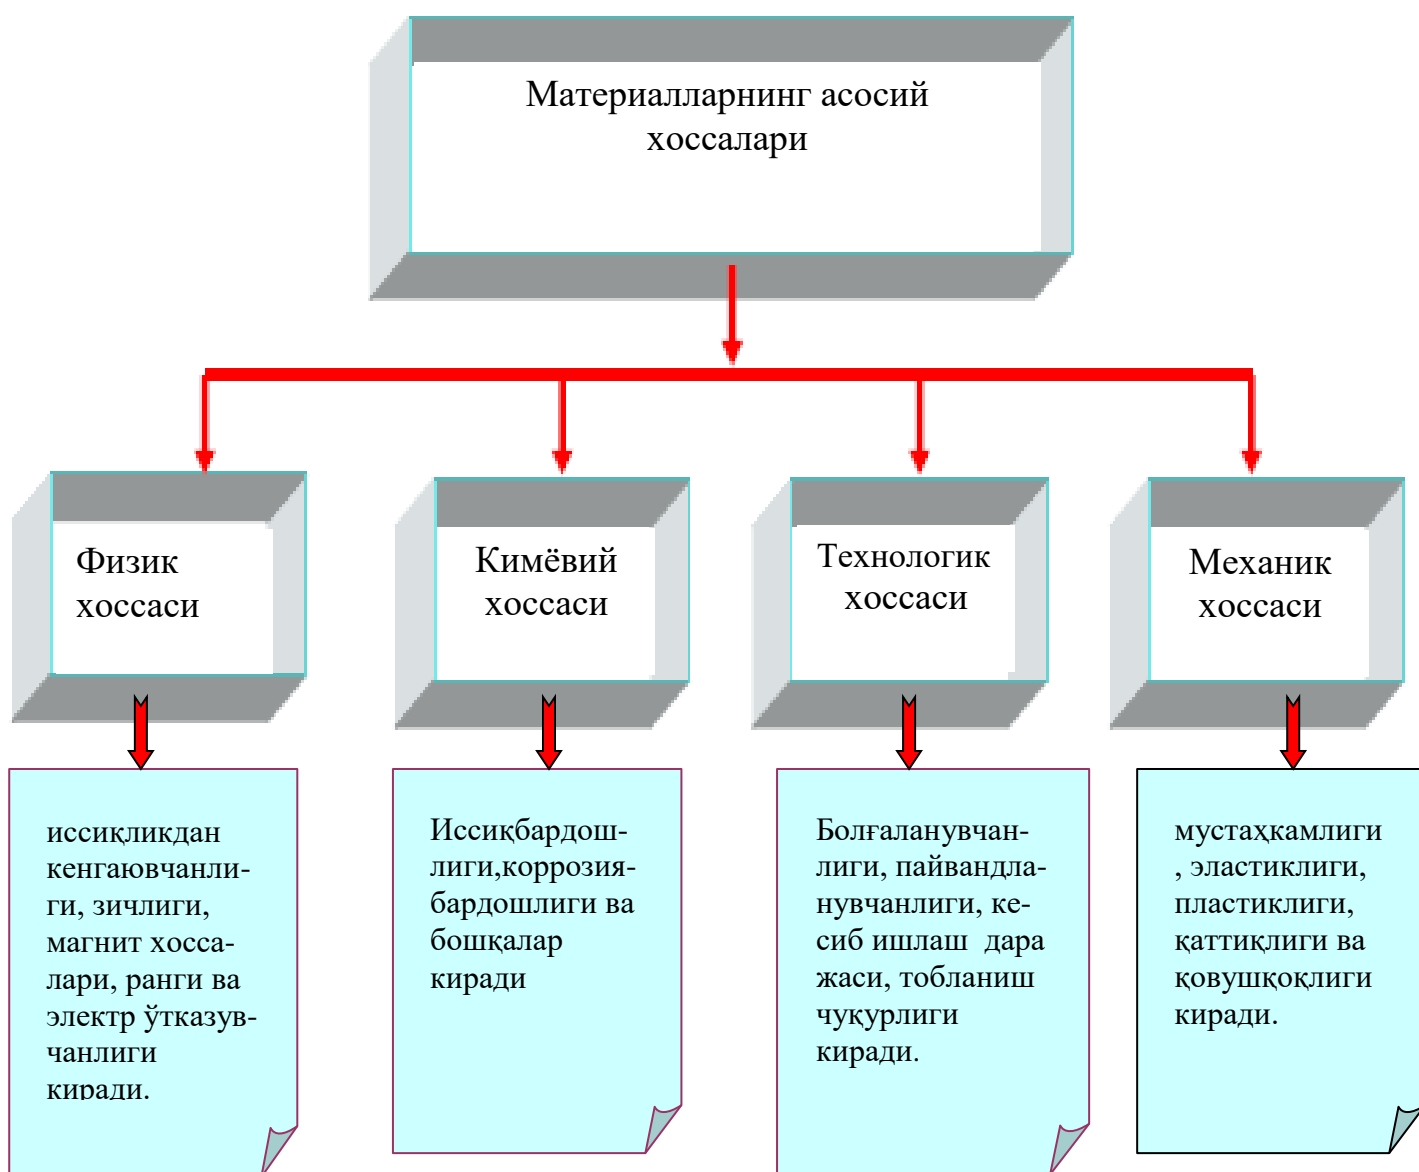 Материалларнинг асосий
хоссалари
Физик
хоссаси
Кимёвий
хоссаси
Технологик
хоссаси
Механик
хоссаси
иссиқликдан
кенгаювчанли-
ги, зичлиги,
магнит хосса-
лари, ранги ва
электр ўтказув-
чанлиги
киради.
Иссиқбардош-
лиги,коррозия-
бардошлиги ва
бошқалар
киради
Болғаланувчан-
лиги, пайвандла-
нувчанлиги, ке-
сиб ишлаш дара
жаси, тобланиш
чуқурлиги
киради.
мустаҳкамлиги
, эластиклиги,
пластиклиги,
қаттиқлиги ва
қовушқоқлиги
киради.